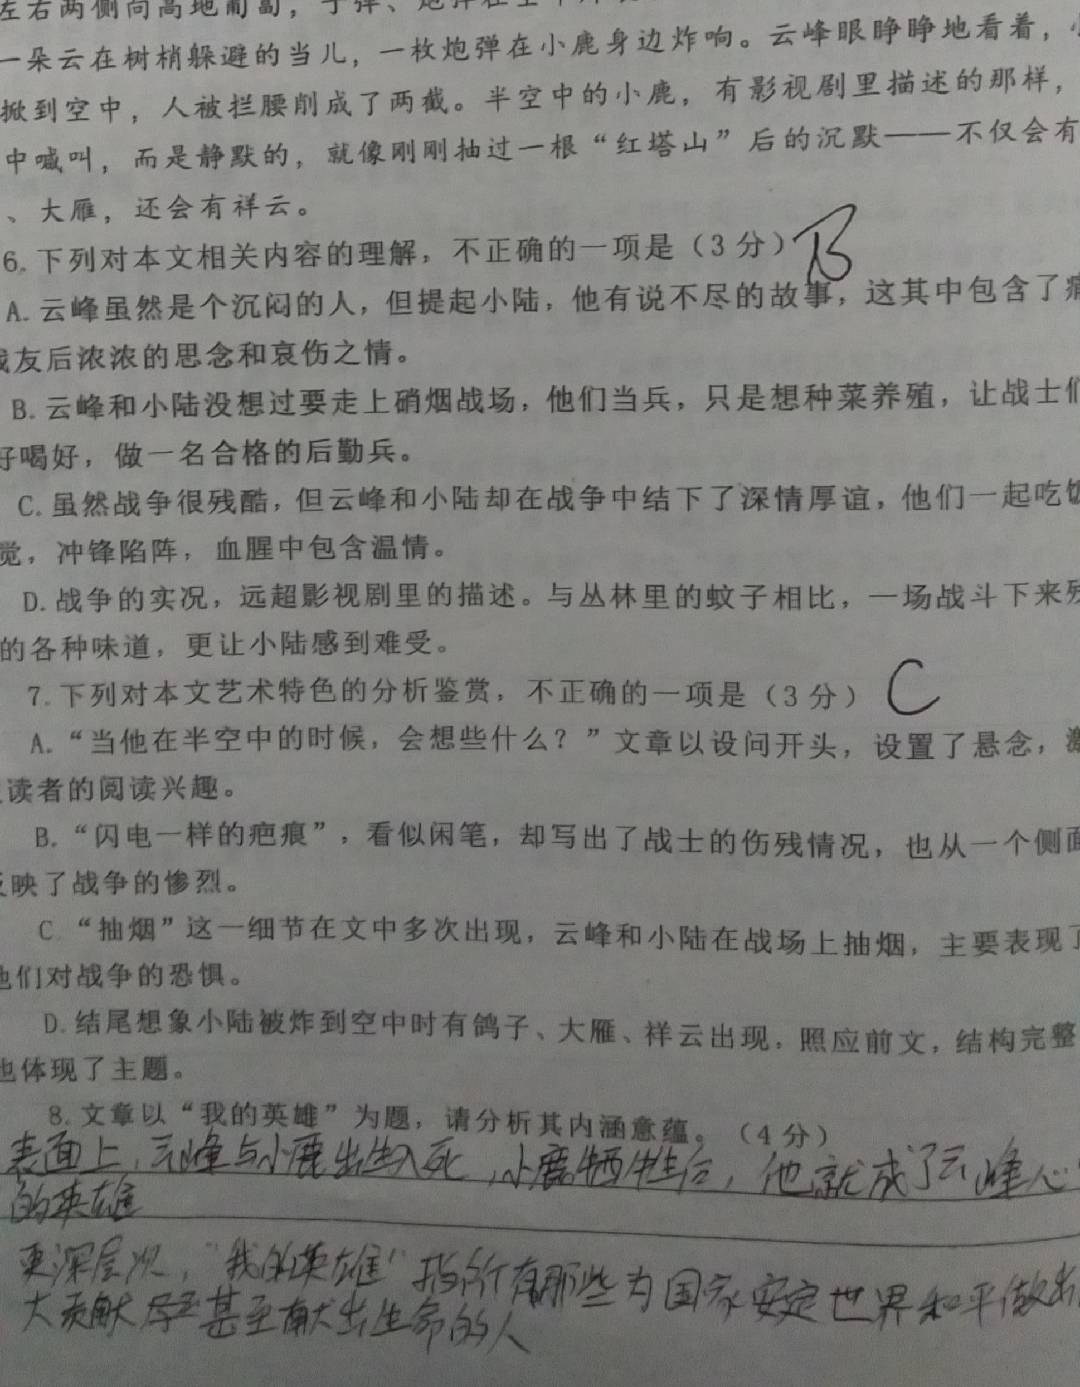 左右两侧向高地匍匐，子弹、炮弹在空
一朵云在树梢躲避的当儿，一枚炮弹在小鹿身边炸响。云峰眼睁睁地看着，
掀到空中，人被拦腰削成了两截。半空中的小鹿，有影视剧里描述的那样，
中喊叫，而是静默的，就像刚刚抽过一根“红塔山”后的沉默——不仅会有
、大雁，还会有祥云。
6.下列对本文相关内容的理解，不正确的一项是（3分）B
A.云峰虽然是个沉闷的人，但提起小陆，他有说不尽的故事，这其中包含了痛
战友后浓浓的思念和哀伤之情。
B.云峰和小陆没想过要走上硝烟战场，他们当兵，只是想种菜养殖，让战士们
好喝好，做一名合格的后勤兵。
C.虽然战争很残酷，但云峰和小陆却在战争中结下了深情厚谊，他们一起吃饭
觉，冲锋陷阵，血腥中包含温情。
D.战争的实况，远超影视剧里的描述。与丛林里的蚊子相比，一场战斗下来残
的各种味道，更让小陆感到难受。
7.下列对本文艺术特色的分析鉴赏，不正确的一项是（3分）C
A.“当他在半空中的时候，会想些什么？”文章以设问开头，设置了悬念，激
读者的阅读兴趣。
B.“闪电一样的疤痕”，看似闲笔，却写出了战士的伤残情况，也从一个侧面
反映了战争的惨烈。
C “抽烟”这一细节在文中多次出现，云峰和小陆在战场上抽烟，主要表现了
他们对战争的恐惧。
D.结尾想象小陆被炸到空中时有鸽子、大雁、祥云出现，照应前文，结构完整
也体现了主题。
8.文章以“我的英雄”为题，请分析其内涵意蕴。（4分）
表面上，云峰与小鹿出生入死，小鹿牺牲后，他就成了云峰心
的英雄
更深层次，“我的英雄”指所有那些为国家安定世界和平做出
大贡献 甚至献出生命的人